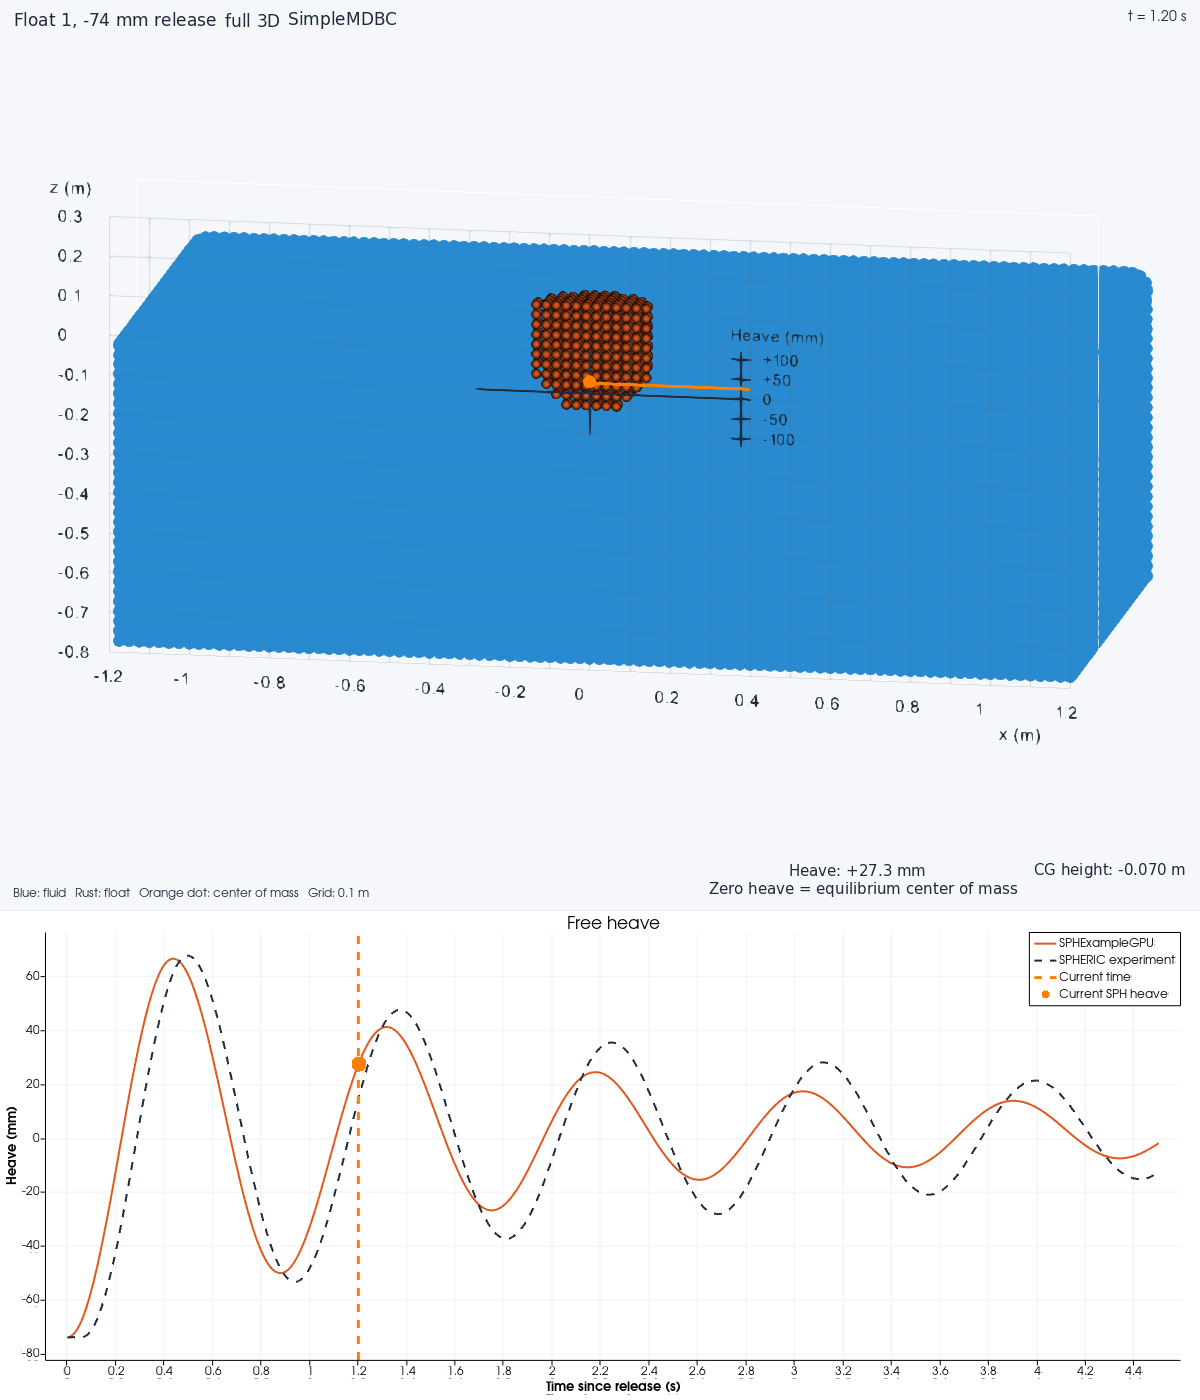 Float 1, -74 mm release full 3D SimpleMDBC
t = 1.20 s
z (m)
0.3
0.2
0.1
0
-0.1
-0.2
-0.3
-0.4
-0.5
-0.6
-0.7
-0.8
Heave (mm)
+100
+50
0
-50
-100
-1.2 -1 -0.8 -0.6 -0.4 -0.2 0 0.2 0.4 0.6 0.8 1 1.2
x (m)
Heave: +27.3 mm CG height: -0.070 m
Zero heave = equilibrium center of mass
Blue: fluid Rust: float Orange dot: center of mass Grid: 0.1 m
Free heave
SPHExampleGPU
SPHERIC experiment
Current time
Current SPH heave
Heave (mm)
60
40
20
0
-20
-40
-60
-80
0 0.2 0.4 0.6 0.8 1 1.2 1.4 1.6 1.8 2 2.2 2.4 2.6 2.8 3 3.2 3.4 3.6 3.8 4 4.2 4.4
Time since release (s)